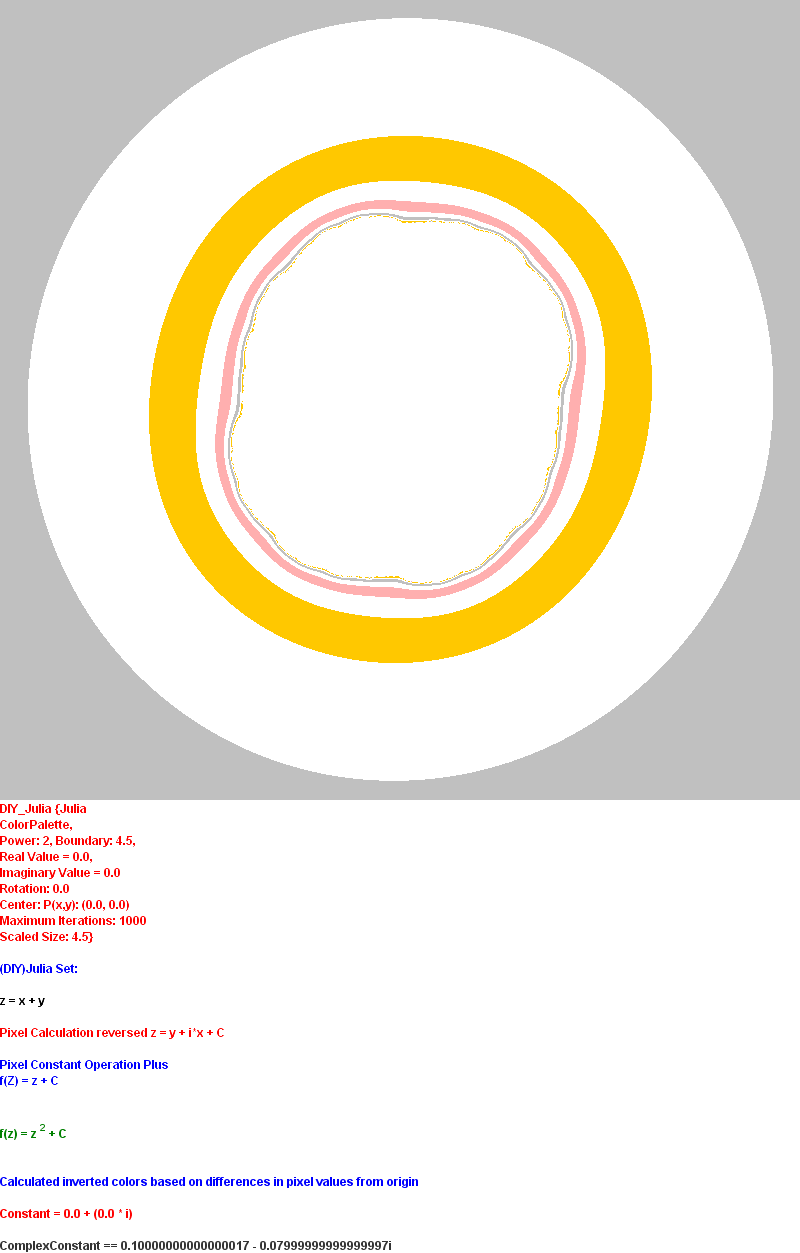 DIY_Julia {Julia
ColorPalette,
Power: 2, Boundary: 4.5,
Real Value = 0.0,
Imaginary Value = 0.0
Rotation: 0.0
Center: P(x,y): (0.0, 0.0)
Maximum Iterations: 1000
Scaled Size: 4.5}
(DIY)Julia Set:
z = x + y
Pixel Calculation reversed z = y + i*x + C
Pixel Constant Operation Plus
f(Z) = z + C
f(z) = z 2 + C
Calculated inverted colors based on differences in pixel values from origin
Constant = 0.0 + (0.0 * i)
ComplexConstant == 0.10000000000000017 - 0.07999999999999997i